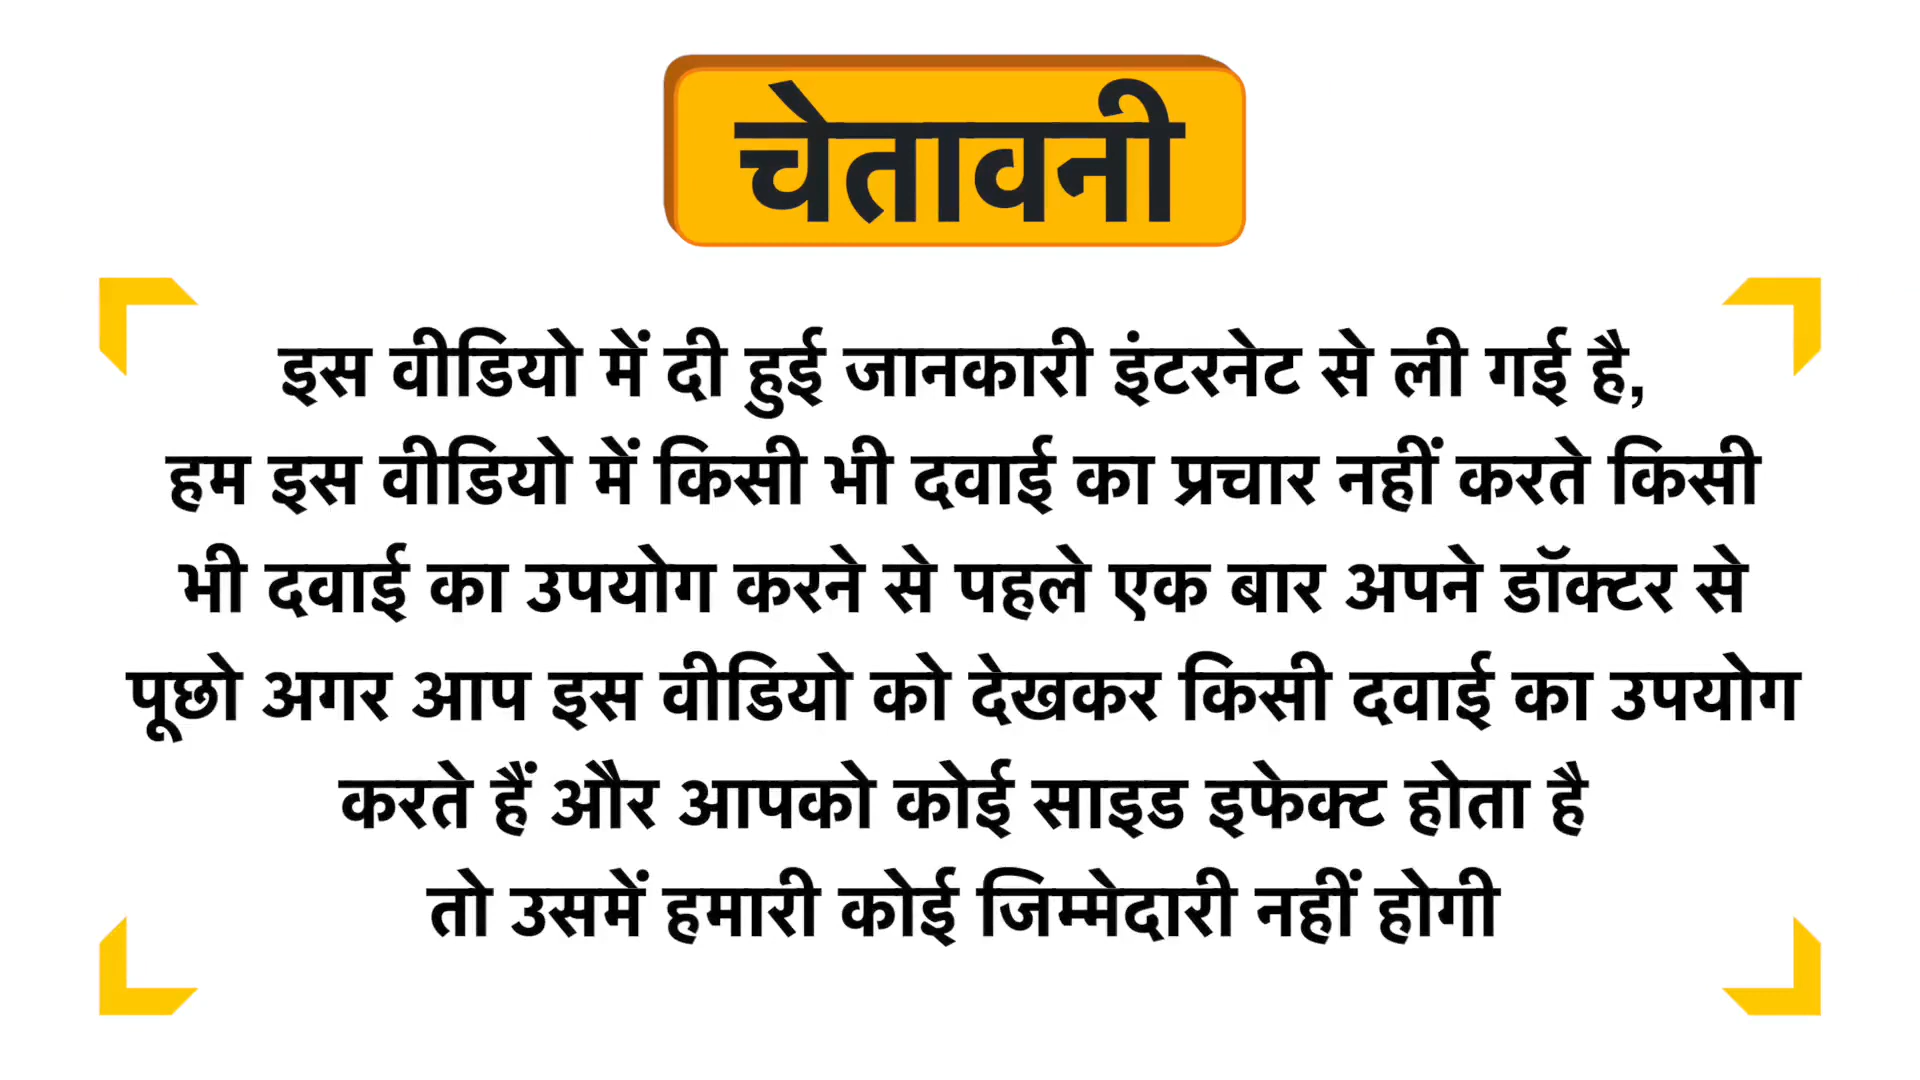 चेतावनी
इस वीडियो में दी हुई जानकारी इंटरनेट से ली गई है,
हम इस वीडियो में किसी भी दवाई का प्रचार नहीं करते किसी
भी दवाई का उपयोग करने से पहले एक बार अपने डॉक्टर से
पूछो अगर आप इस वीडियो को देखकर किसी दवाई का उपयोग
करते हैं और आपको कोई साइड इफेक्ट होता है
तो उसमें हमारी कोई जिम्मेदारी नहीं होगी